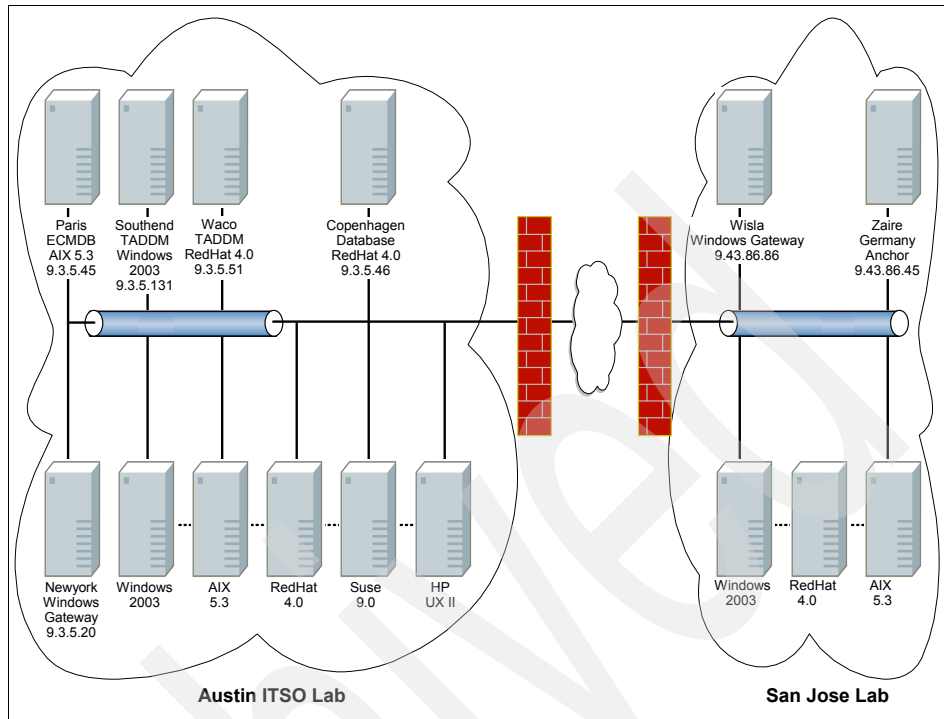 Paris
ECMDB
AIX 5.3
9.3.5.45
Southend
TADDM
Windows
2003
9.3.5.131
Waco
TADDM
RedHat 4.0
9.3.5.51
Copenhagen
Database
RedHat 4.0
9.3.5.46
Wisla
Windows Gateway
9.43.86.86
Zaire
Germany
Anchor
9.43.86.45
Newyork
Windows
Gateway
9.3.5.20
Windows
2003
AIX
5.3
RedHat
4.0
Suse
9.0
HP
UX II
Windows
2003
RedHat
4.0
AIX
5.3
Austin ITSO Lab
San Jose Lab